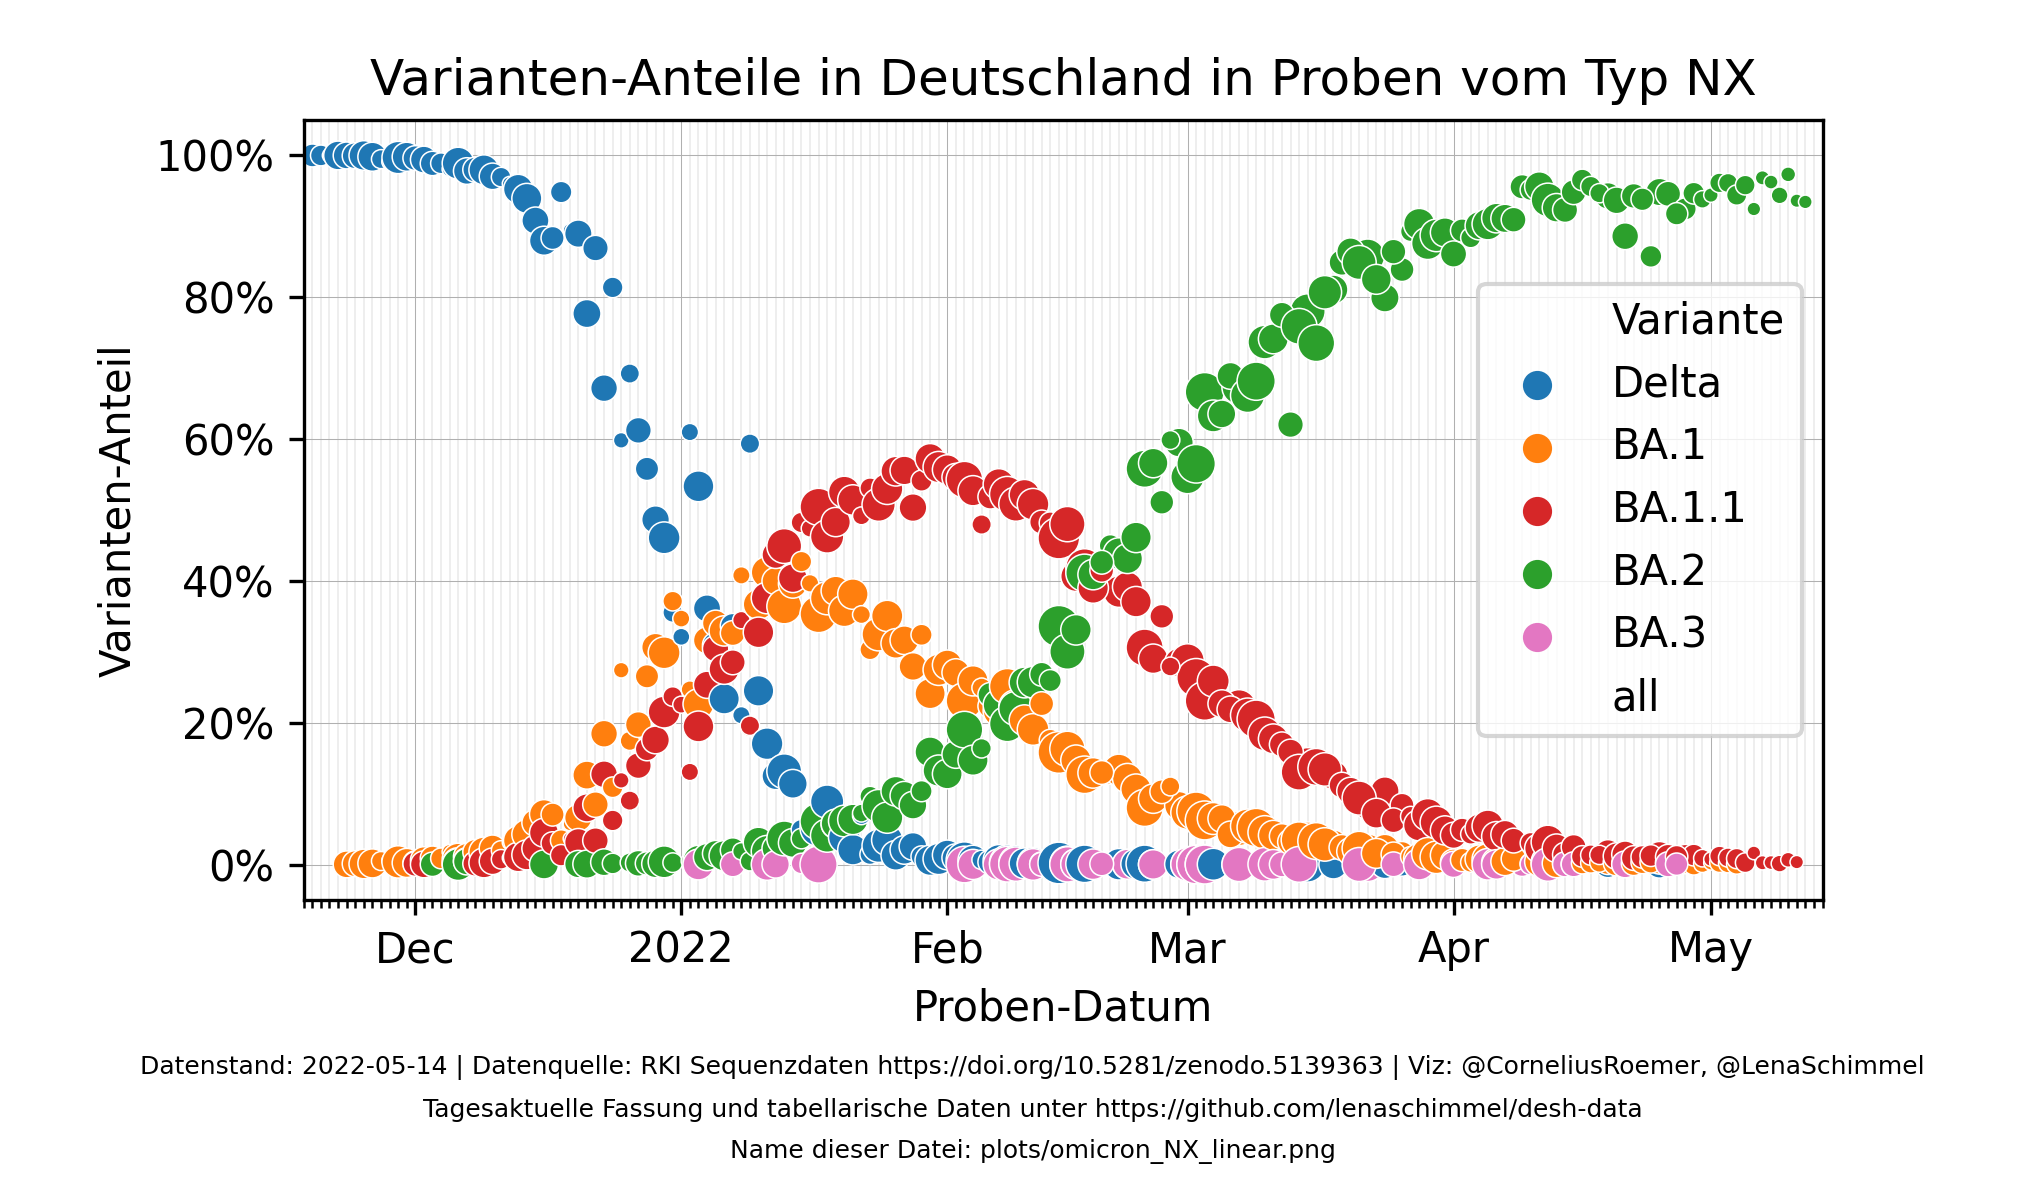 Varianten-Anteile in Deutschland in Proben vom Typ NX
100%
80%
60%
40%
20%
0%
Varianten-Anteil
Variante
Delta
BA.1
BA.1.1
BA.2
BA.3
all
Dec 2022 Feb Mar Apr May
Proben-Datum
Datenstand: 2022-05-14 | Datenquelle: RKI Sequenzdaten https://doi.org/10.5281/zenodo.5139363 | Viz: @CorneliusRoemer, @LenaSchimmel
Tagesaktuelle Fassung und tabellarische Daten unter https://github.com/lenaschimmel/desh-data
Name dieser Datei: plots/omicron_NX_linear.png